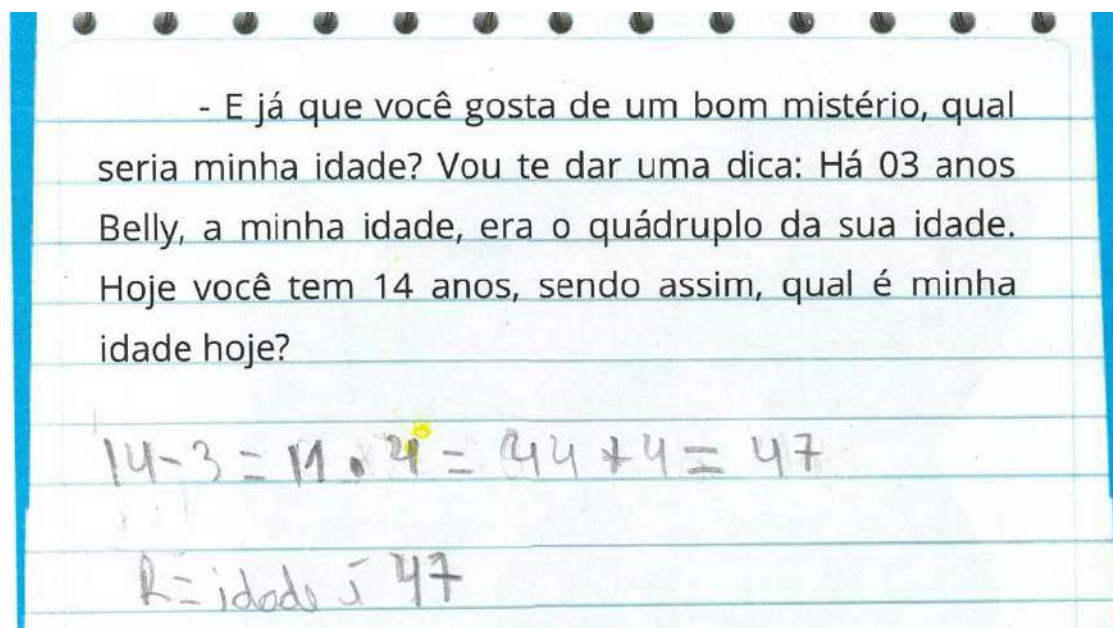 - E já que você gosta de um bom mistério, qual
seria minha idade? Vou te dar uma dica: Há 03 anos
Belly, a minha idade, era o quádruplo da sua idade.
Hoje você tem 14 anos, sendo assim, qual é minha
idade hoje?
14-3 = 11 • 4 = 44 + 4 = 47
R = idade é 47